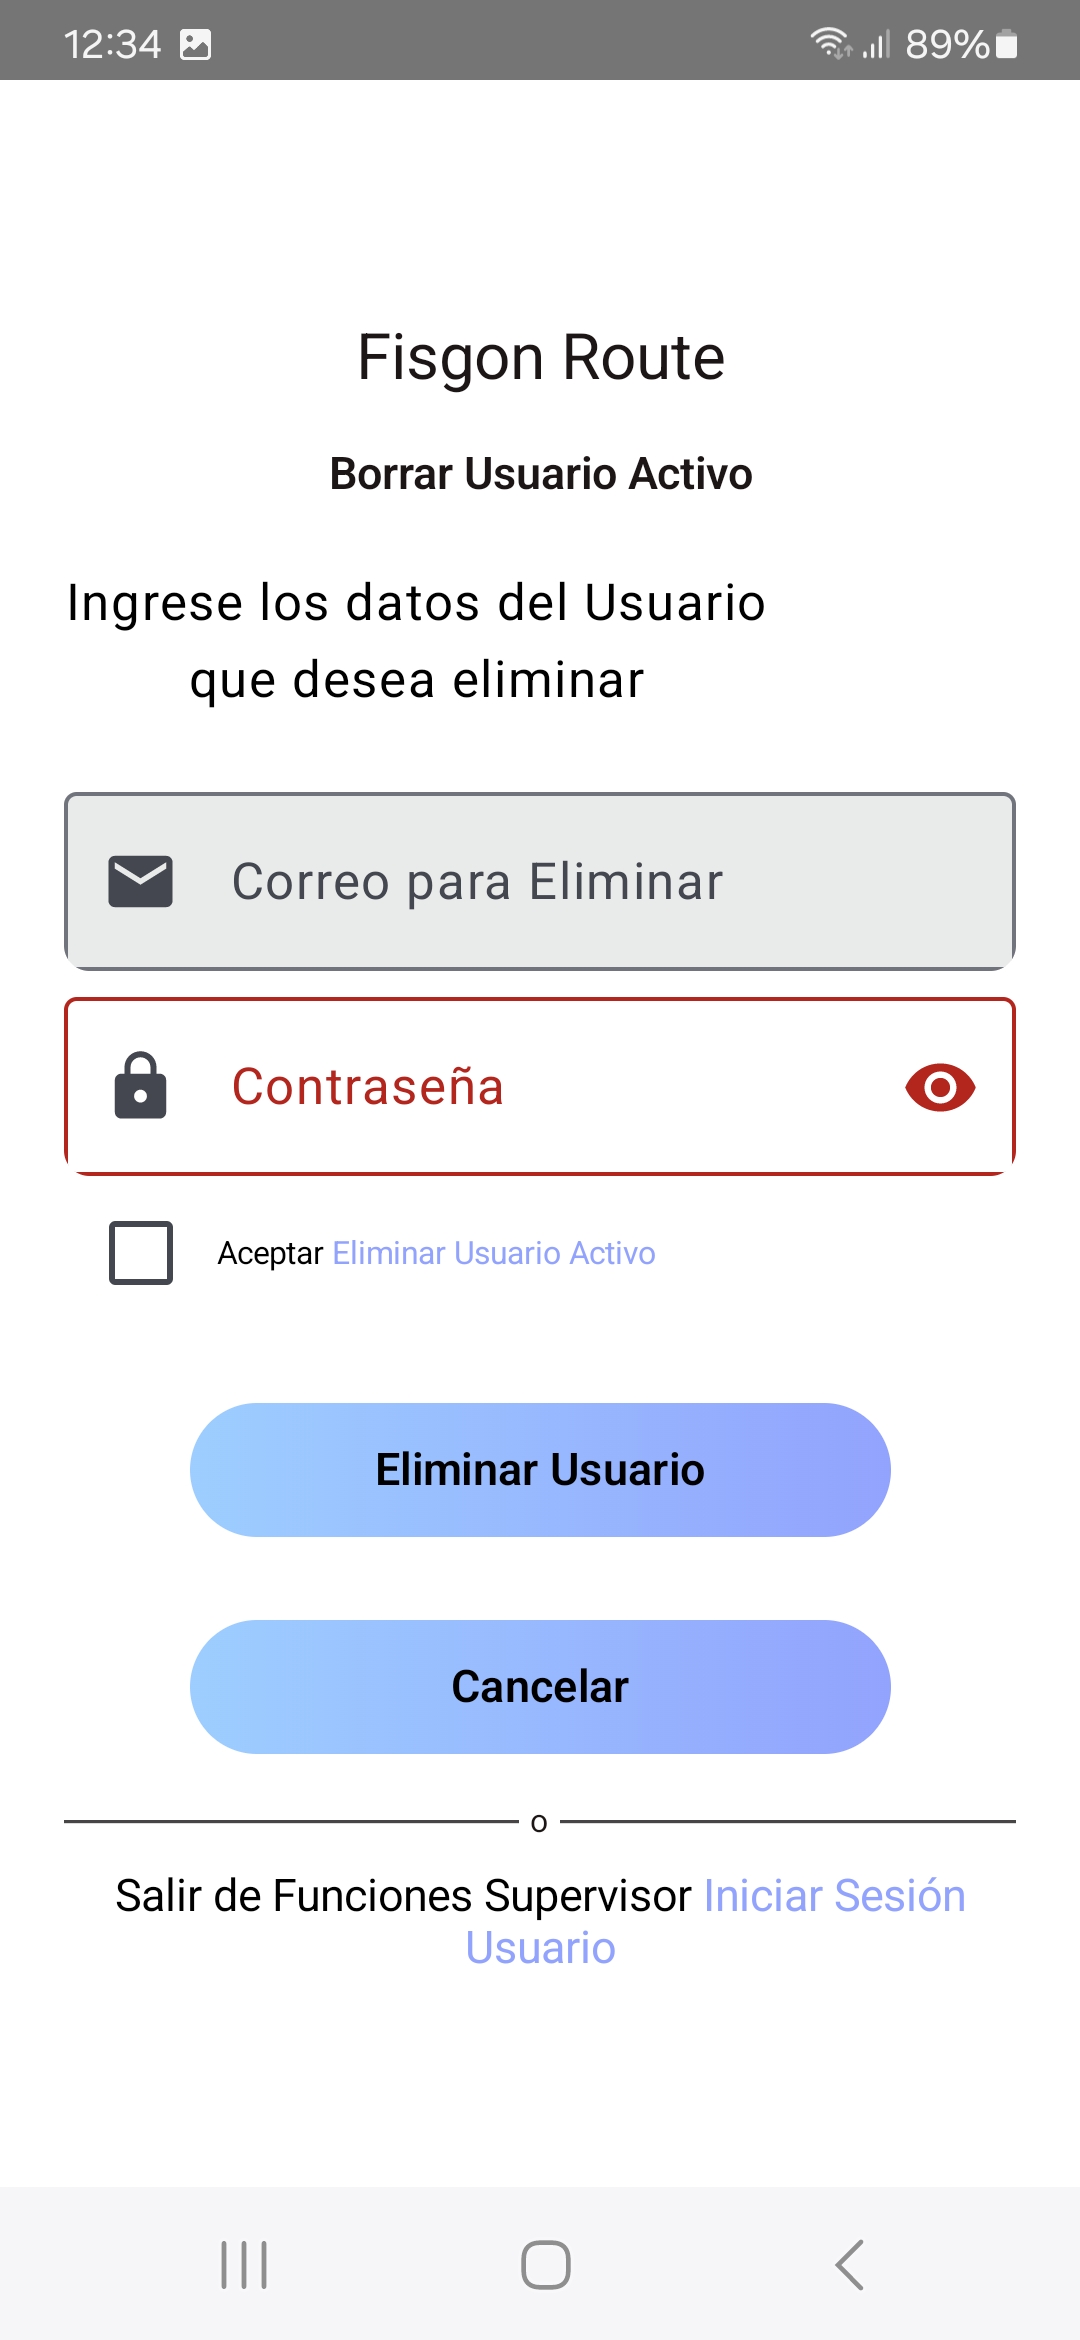 12:34
89%
Fisgon Route
Borrar Usuario Activo
Ingrese los datos del Usuario
que desea eliminar
Correo para Eliminar
Contraseña
Aceptar Eliminar Usuario Activo
Eliminar Usuario
Cancelar
o
Salir de Funciones Supervisor Iniciar Sesión
Usuario